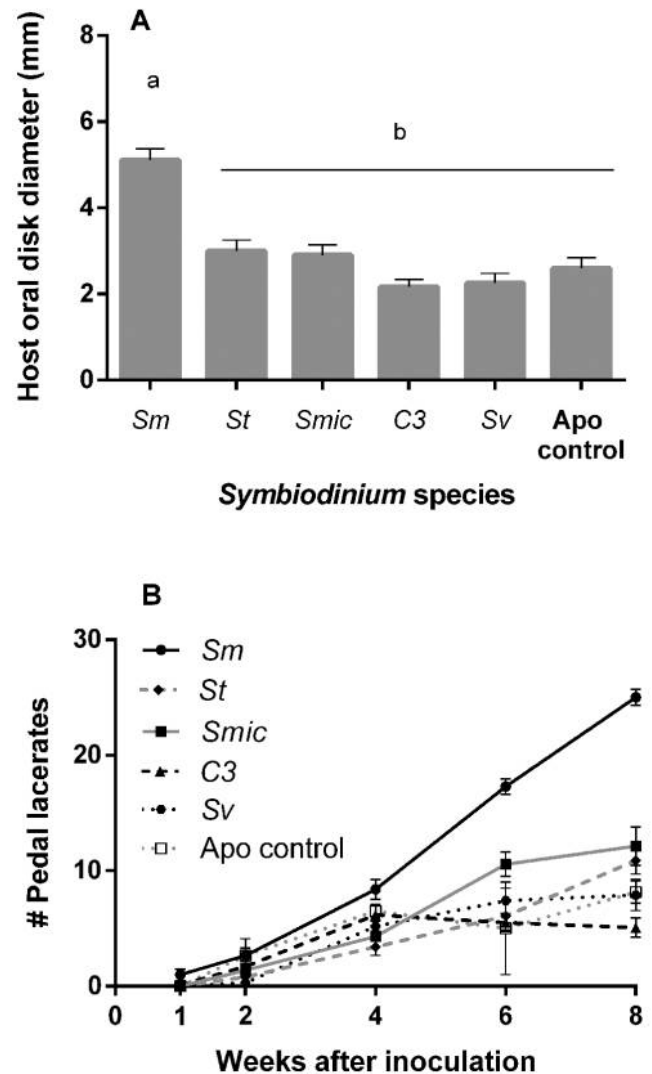 A
Host oral disk diameter (mm)
8
6
4
2
0
a
b
Sm St Smic C3 Sv Apo
control
Symbiodinium species
B
# Pedal lacerates
30
20
10
0
Sm
St
Smic
C3
Sv
Apo control
0 1 2 4 6 8
Weeks after inoculation